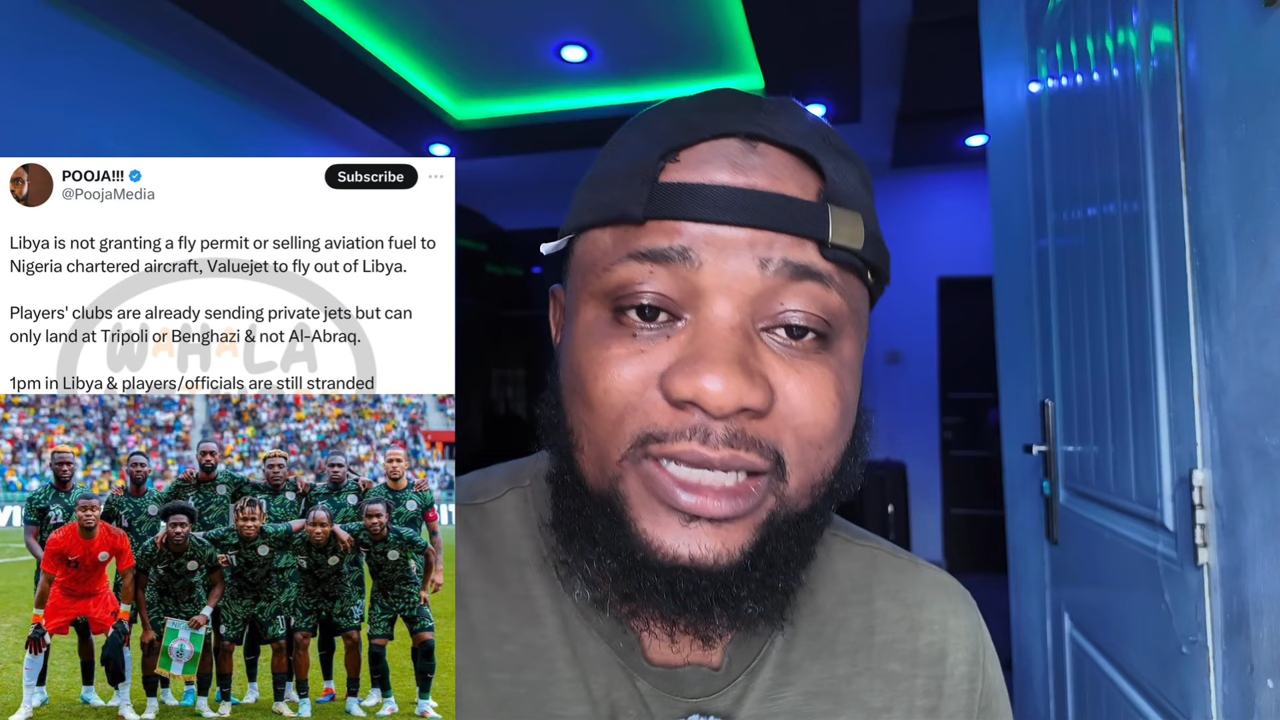 POOJA!!!
@PoojaMedia
Subscribe
Libya is not granting a fly permit or selling aviation fuel to
Nigeria chartered aircraft, Valuejet to fly out of Libya.
Players' clubs are already sending private jets but can
only land at Tripoli or Benghazi & not Al-Abraq.
1pm in Libya & players/officials are still stranded
WAHALA